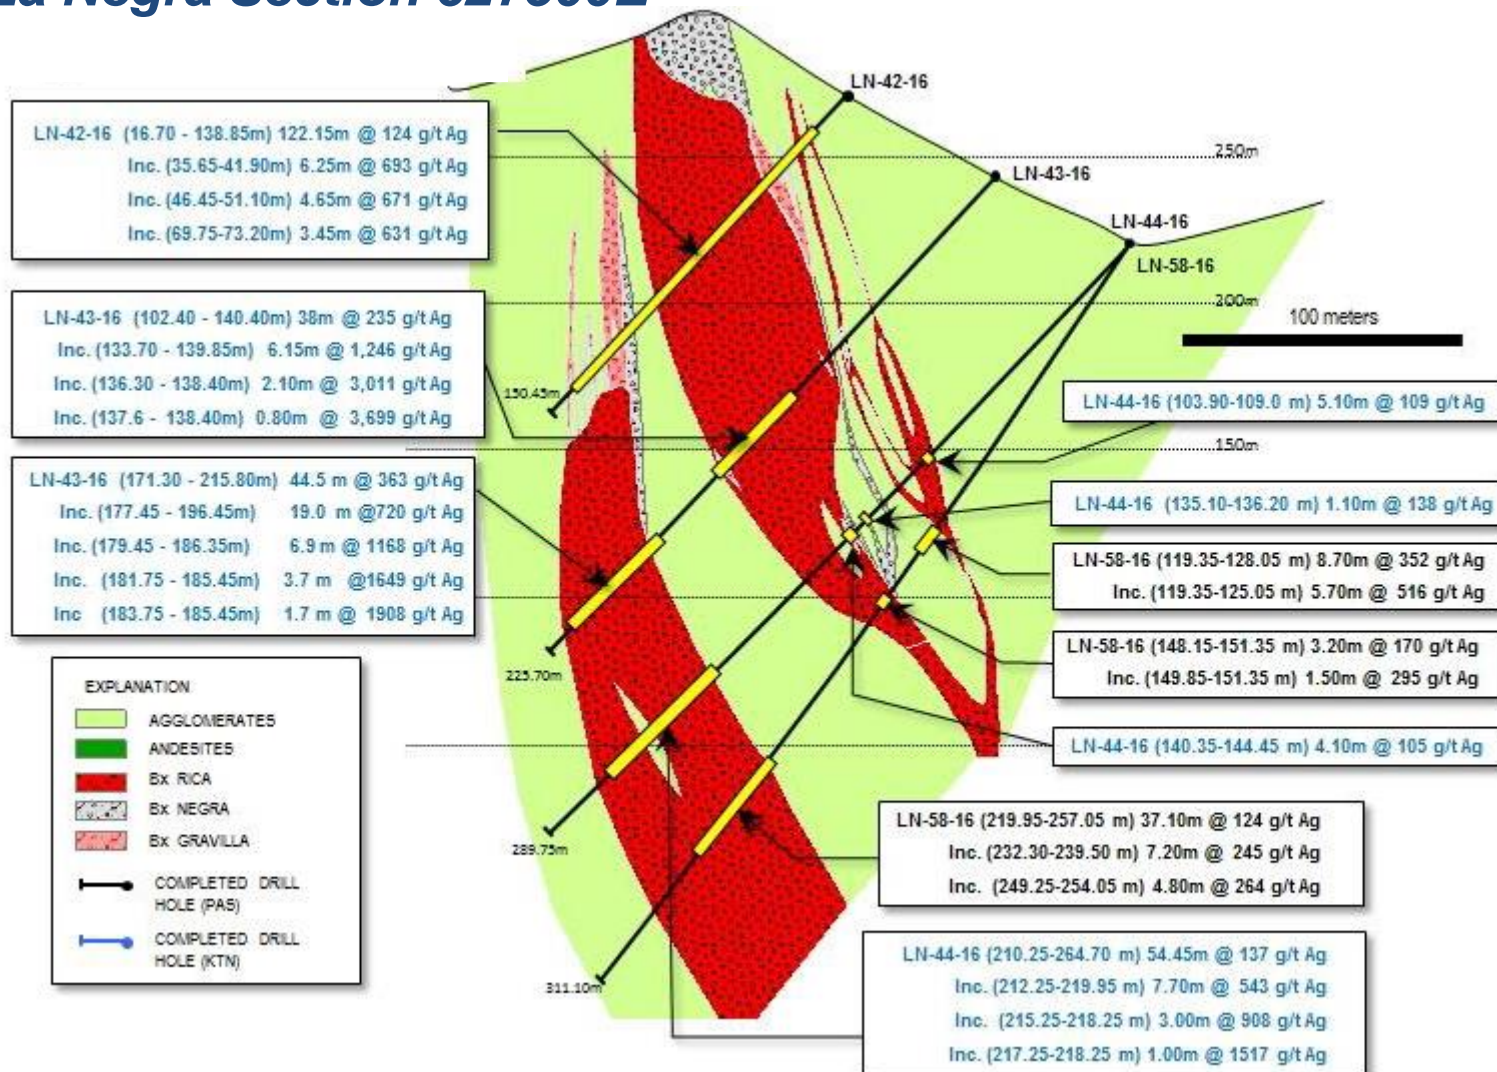 La Negra Section
LN-42-16
LN-42-16 (16.70 - 138.85m) 122.15m @ 124 g/t Ag
Inc. (35.65-41.90m) 6.25m @ 693 g/t Ag
Inc. (46.45-51.10m) 4.65m @ 671 g/t Ag
Inc. (69.75-73.20m) 3.45m @ 631 g/t Ag
250m
LN-43-16
LN-44-16
LN-58-16
200m
100 meters
LN-43-16 (102.40 - 140.40m) 38m @ 235 g/t Ag
Inc. (133.70 - 139.85m) 6.15m @ 1,246 g/t Ag
Inc. (136.30 - 138.40m) 2.10m @ 3,011 g/t Ag
Inc. (137.6 - 138.40m) 0.80m @ 3,699 g/t Ag
150.45m
LN-44-16 (103.90-109.0 m) 5.10m @ 109 g/t Ag
150m
LN-43-16 (171.30 - 215.80m) 44.5 m @ 363 g/t Ag
Inc. (177.45 - 196.45m) 19.0 m @720 g/t Ag
Inc. (179.45 - 186.35m) 6.9 m @ 1168 g/t Ag
Inc. (181.75 - 185.45m) 3.7 m @1649 g/t Ag
Inc (183.75 - 185.45m) 1.7 m @ 1908 g/t Ag
LN-44-16 (135.10-136.20 m) 1.10m @ 138 g/t Ag
LN-58-16 (119.35-128.05 m) 8.70m @ 352 g/t Ag
Inc. (119.35-125.05 m) 5.70m @ 516 g/t Ag
LN-58-16 (148.15-151.35 m) 3.20m @ 170 g/t Ag
Inc. (149.85-151.35 m) 1.50m @ 295 g/t Ag
225.70m
LN-44-16 (140.35-144.45 m) 4.10m @ 105 g/t Ag
EXPLANATION
AGGLOMERATES
ANDESITES
Bx RICA
Bx NEGRA
Bx GRAVILLA
COMPLETED DRILL
HOLE (PAS)
COMPLETED DRILL
HOLE (KTN)
289.75m
LN-58-16 (219.95-257.05 m) 37.10m @ 124 g/t Ag
Inc. (232.30-239.50 m) 7.20m @ 245 g/t Ag
Inc. (249.25-254.05 m) 4.80m @ 264 g/t Ag
311.10m
LN-44-16 (210.25-264.70 m) 54.45m @ 137 g/t Ag
Inc. (212.25-219.95 m) 7.70m @ 543 g/t Ag
Inc. (215.25-218.25 m) 3.00m @ 908 g/t Ag
Inc. (217.25-218.25 m) 1.00m @ 1517 g/t Ag